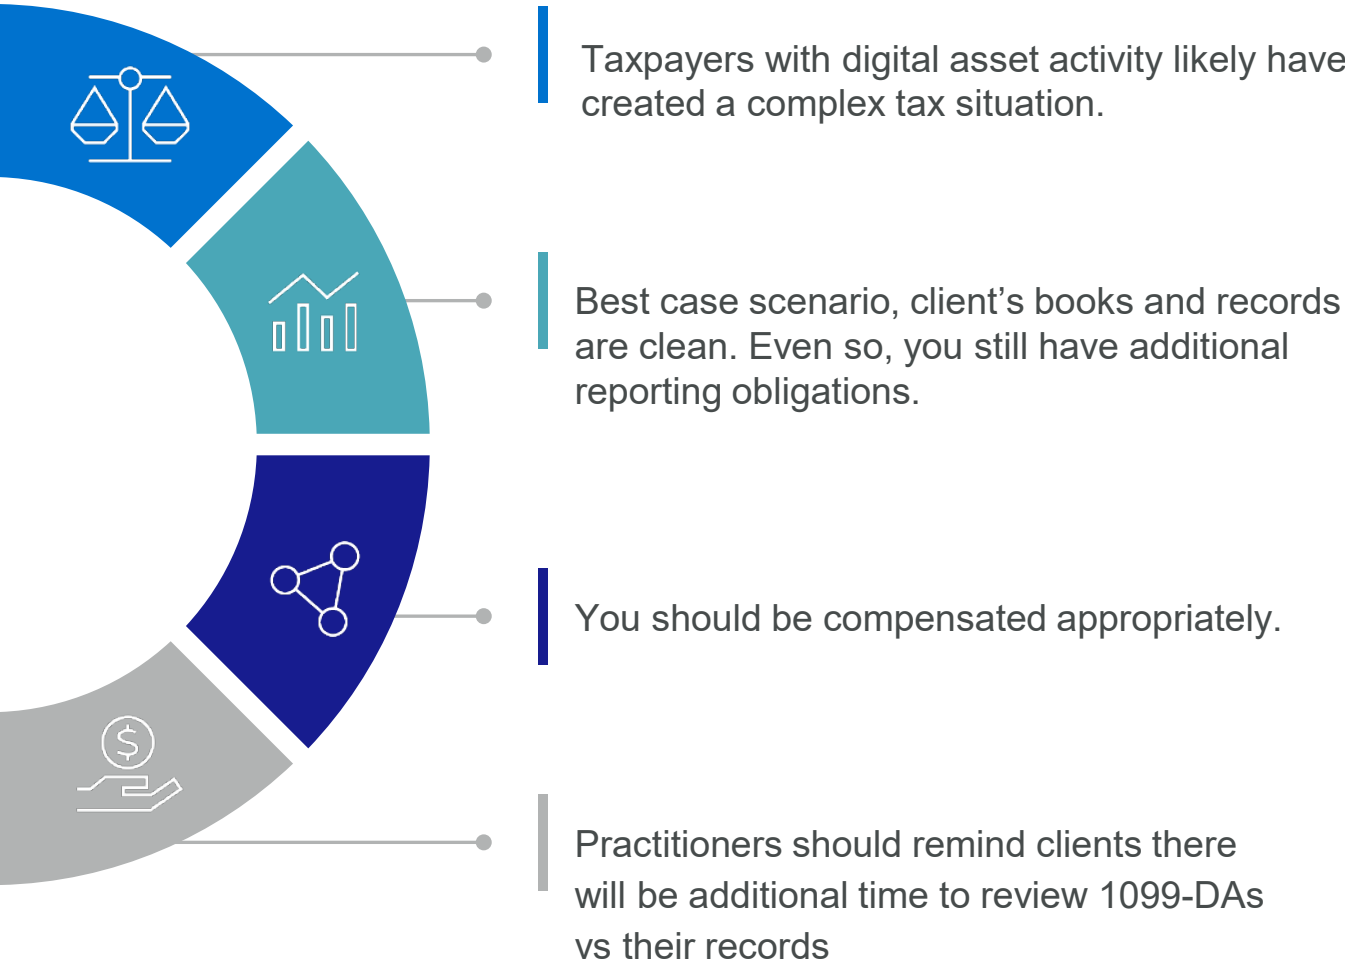 Taxpayers with digital asset activity likely have
created a complex tax situation.
Best case scenario, client’s books and records
are clean. Even so, you still have additional
reporting obligations.
You should be compensated appropriately.
$
Practitioners should remind clients there
will be additional time to review 1099-DAs
vs their records